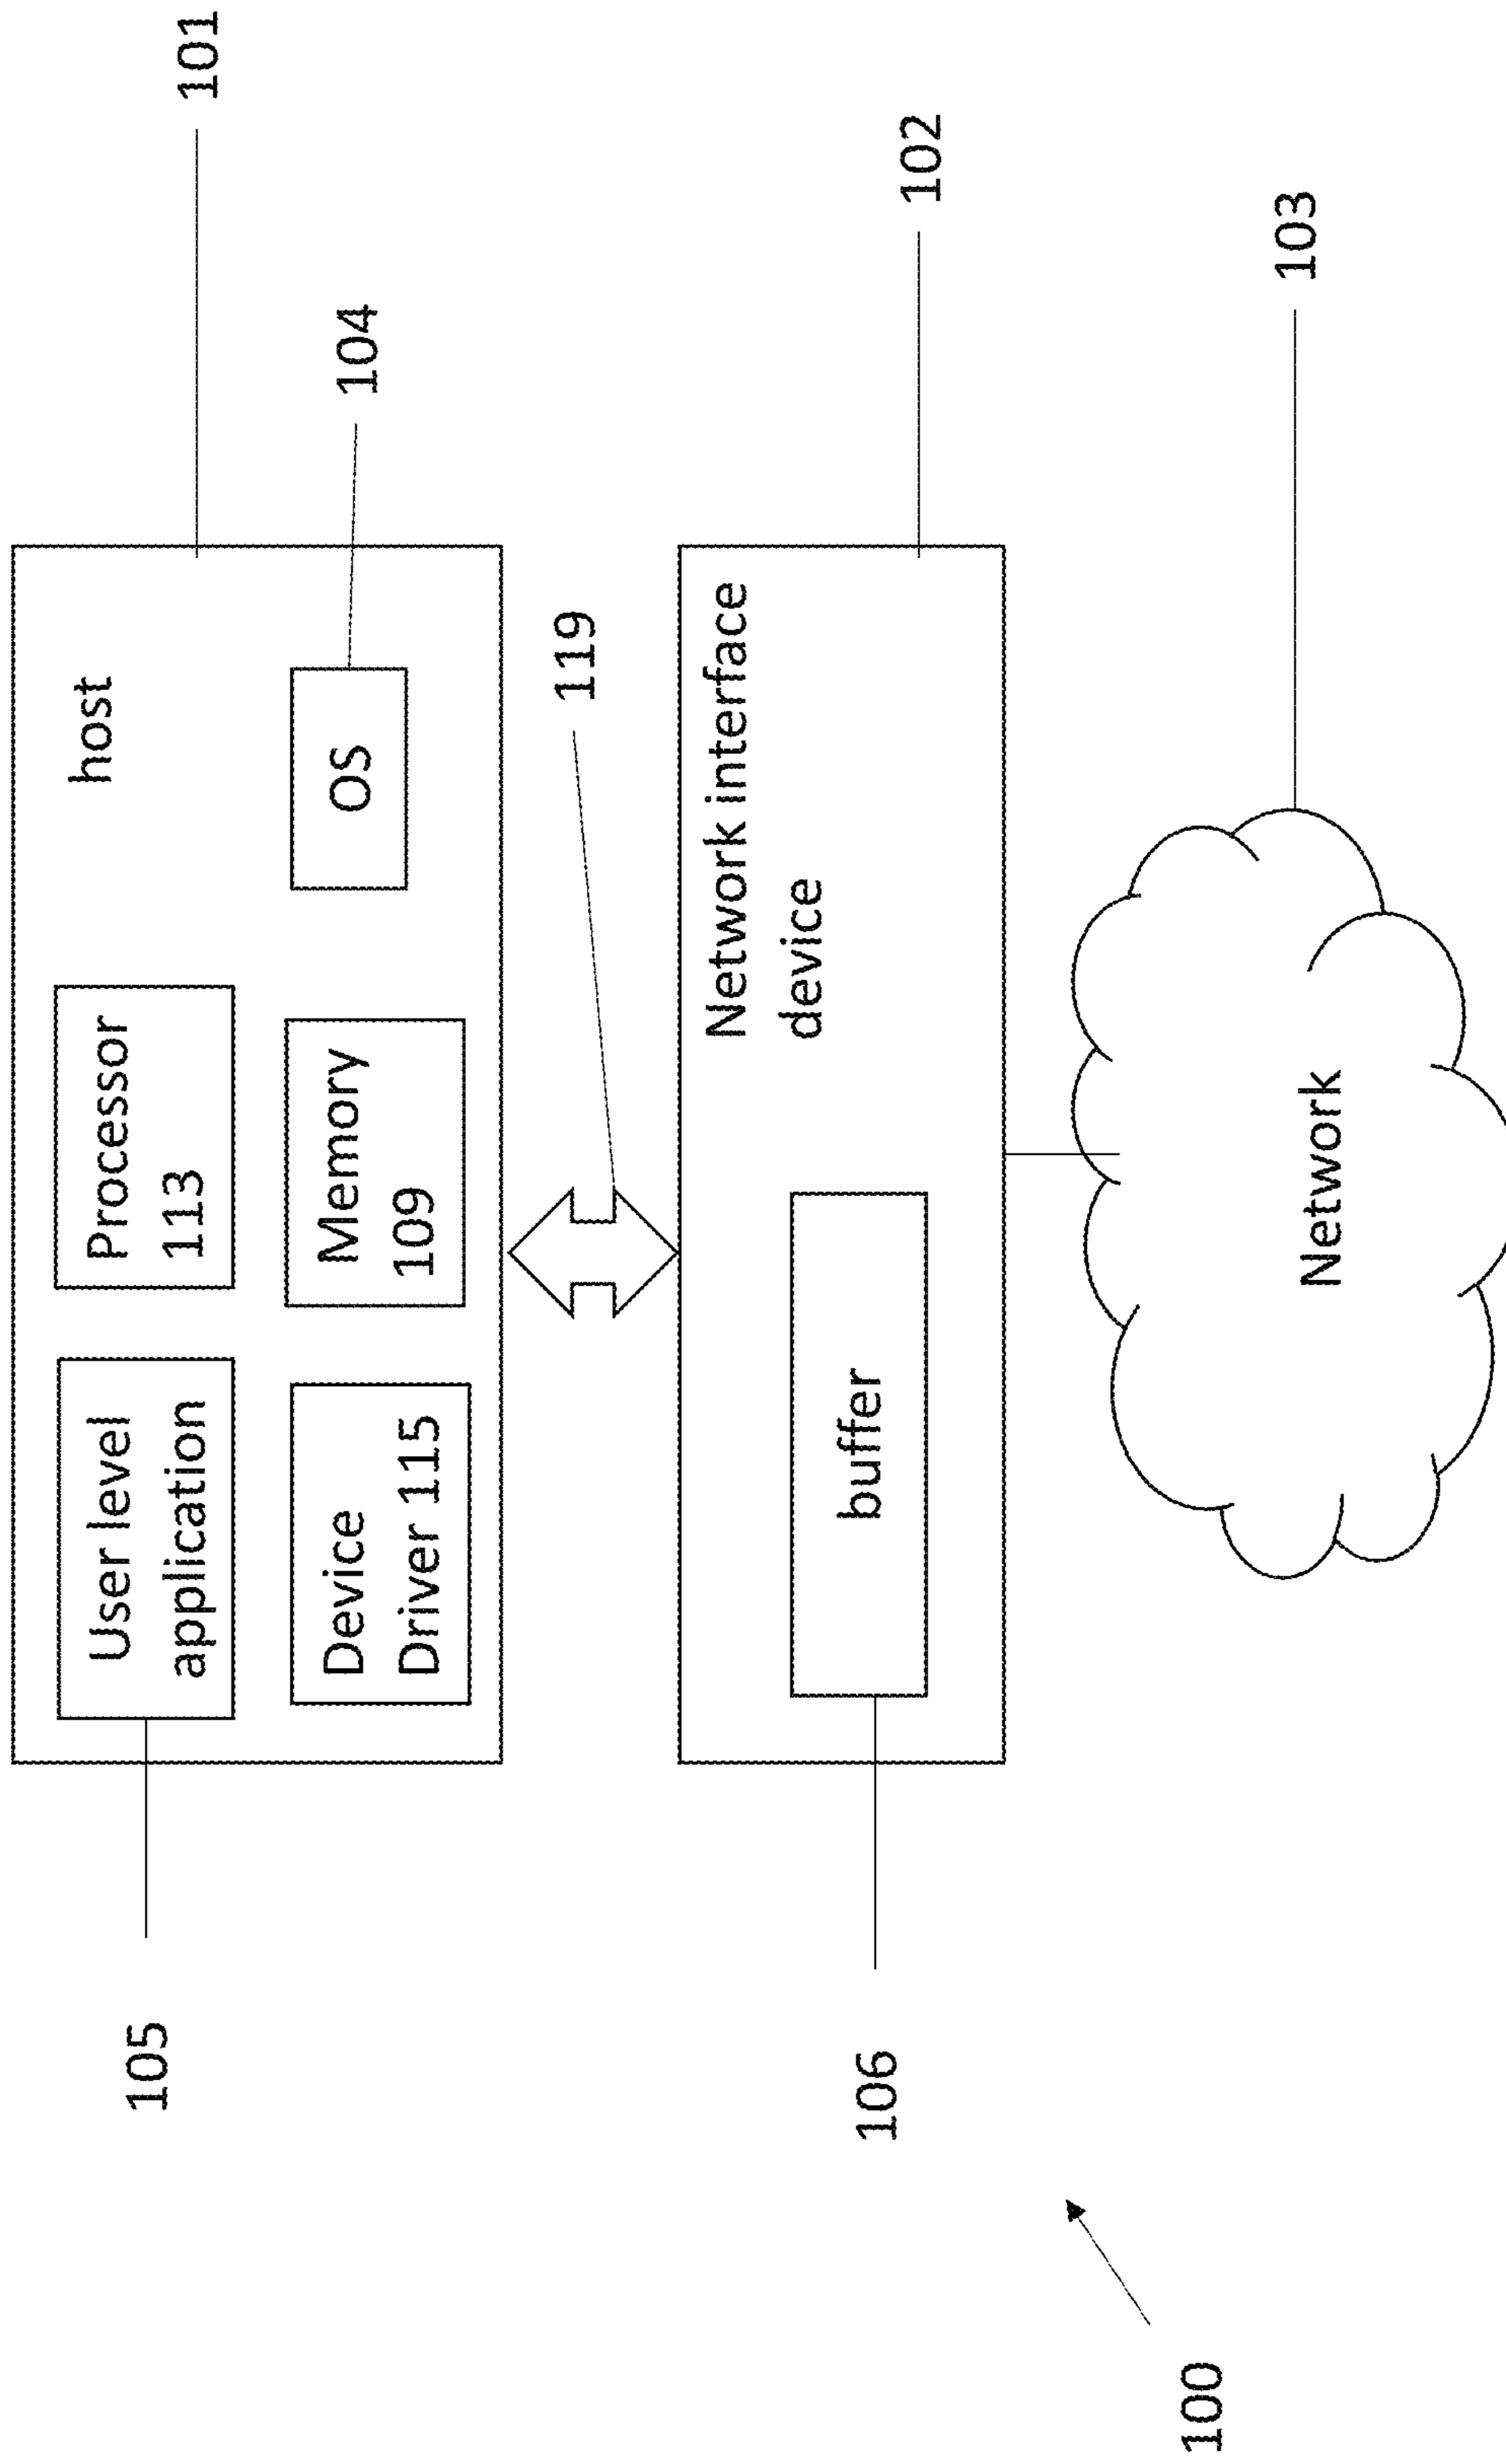 101
host
User level
application
Processor
113
104
OS
Device
Driver 115
Memory
109
119
102
Network interface
device
105
buffer
106
103
Network
100